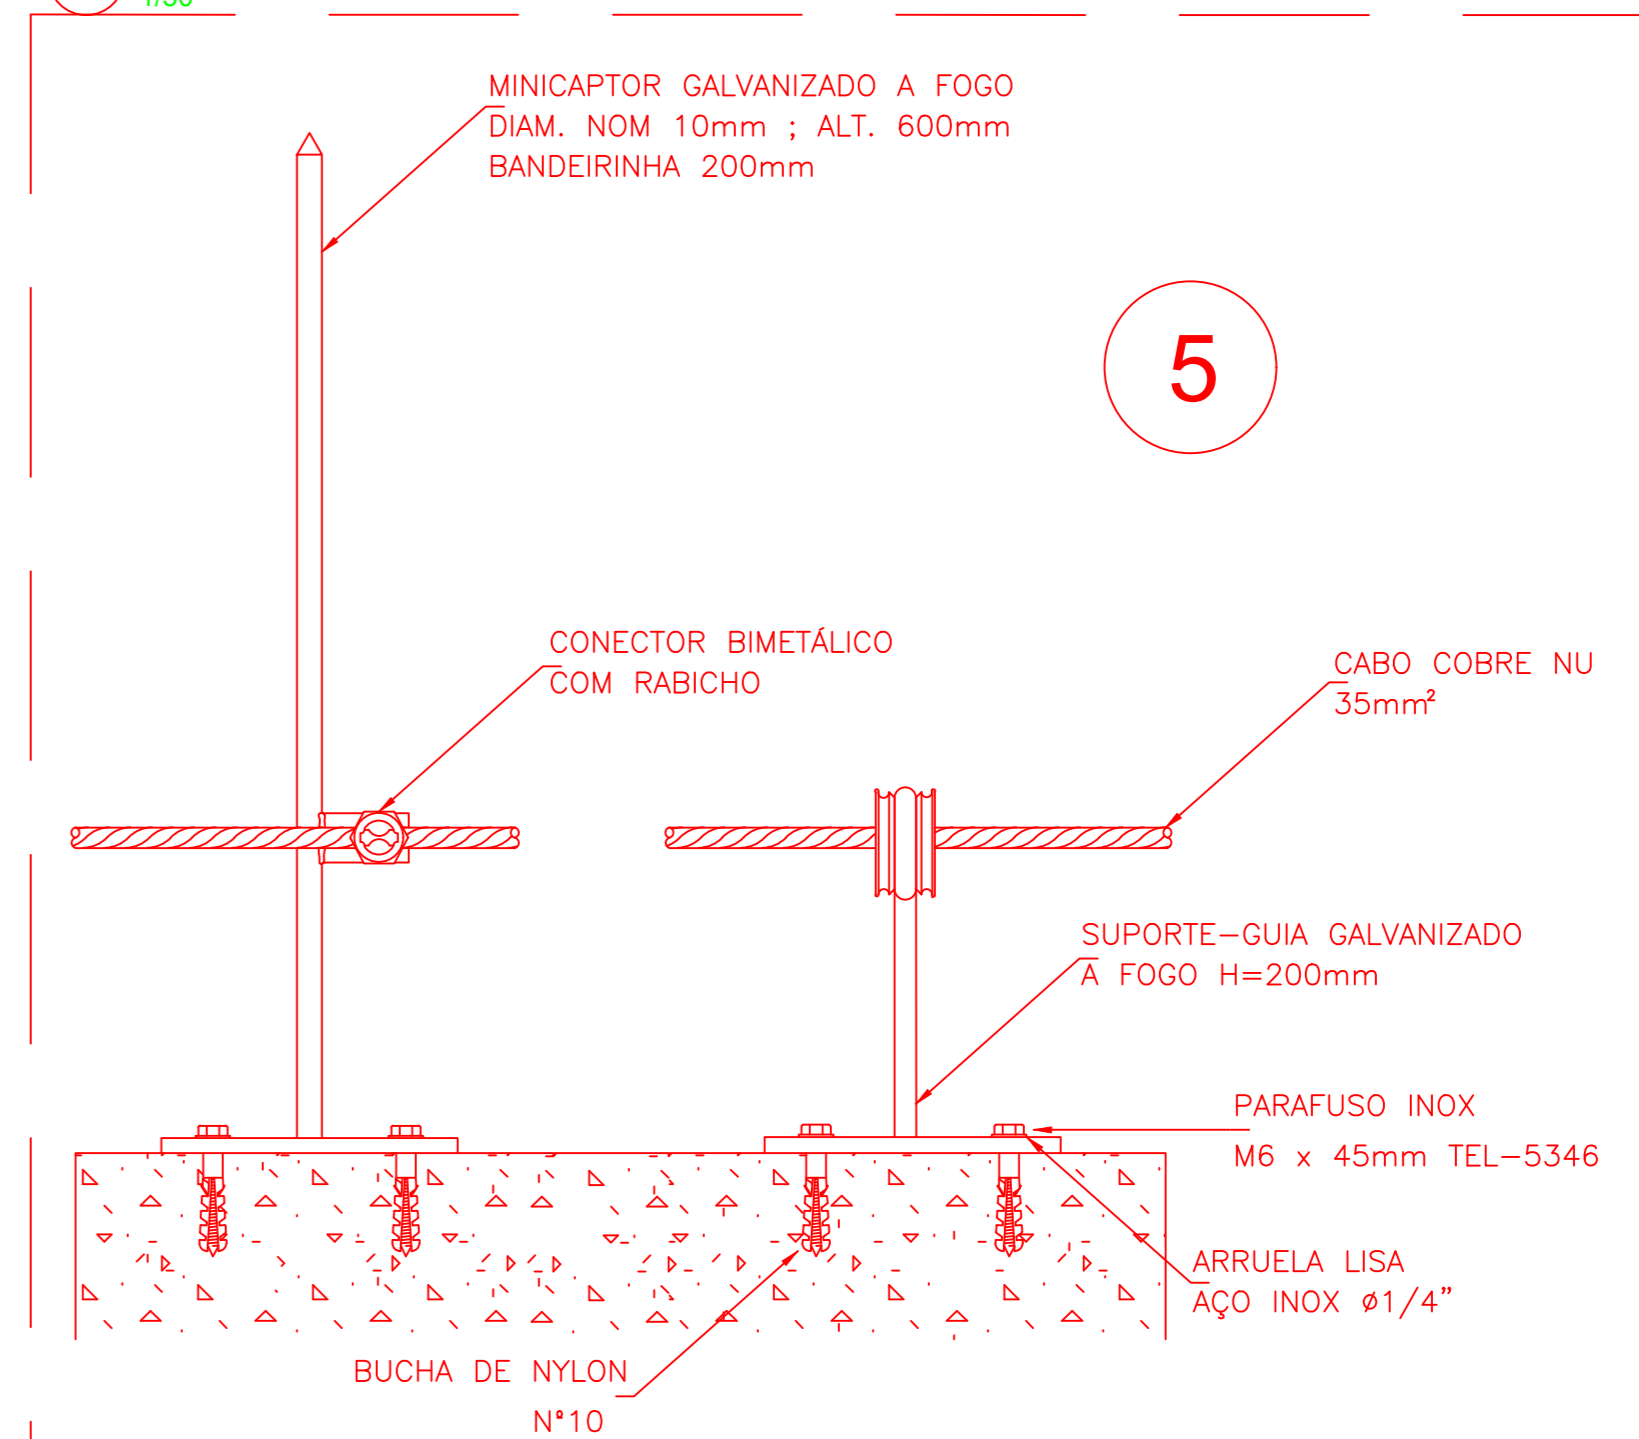 MINICAPTOR GALVANIZADO A FOGO
DIAM. NOM 10mm ; ALT. 600mm
BANDEIRINHA 200mm
5
CONECTOR BIMETÁLICO
COM RABICHO
CABO COBRE NU
35mm²
SUPORTE-GUIA GALVANIZADO
A FOGO H=200mm
PARAFUSO INOX
M6 x 45mm TEL-5346
ARRUELA LISA
AÇO INOX ø1/4"
BUCHA DE NYLON
Nº10